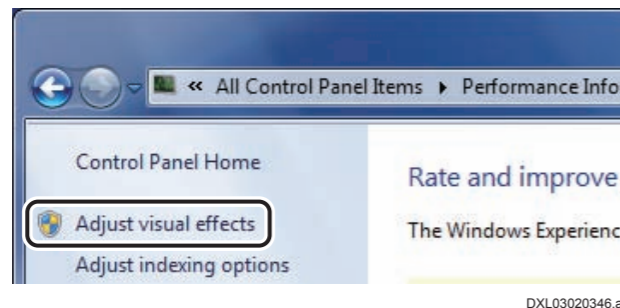 « All Control Panel Items ▸ Performance Info
Control Panel Home
Rate and improve
Adjust visual effects
The Windows Experienc
Adjust indexing options
DXL03020346.a